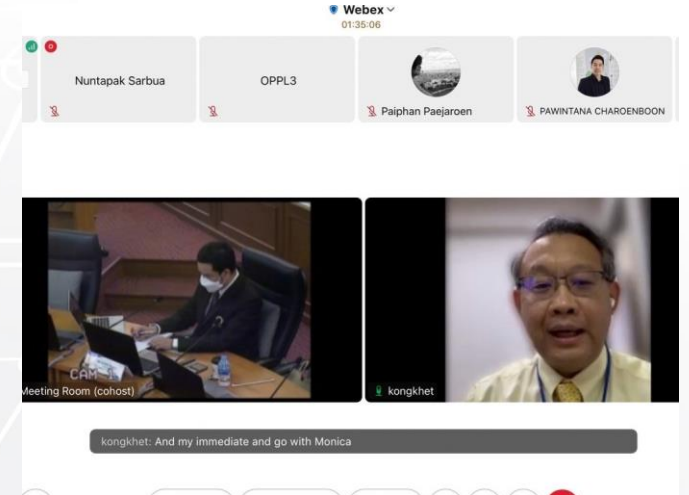 Webex
01:35:06
Nuntapak Sarbua
OPPL3
Paiphan Paejaroen
PAWINTANA CHAROENBOON
CAM
Meeting Room (cohost)
kongkhet
kongkhet: And my immediate and go with Monica